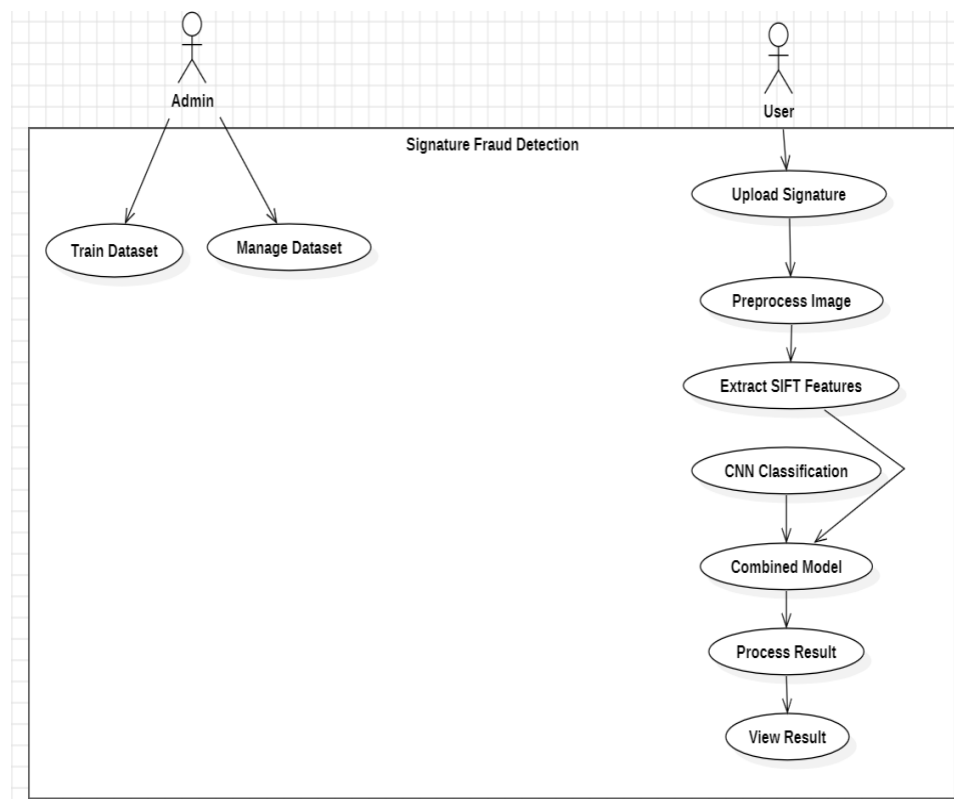 Admin
User
Signature Fraud Detection
Train Dataset
Manage Dataset
Upload Signature
Preprocess Image
Extract SIFT Features
CNN Classification
Combined Model
Process Result
View Result